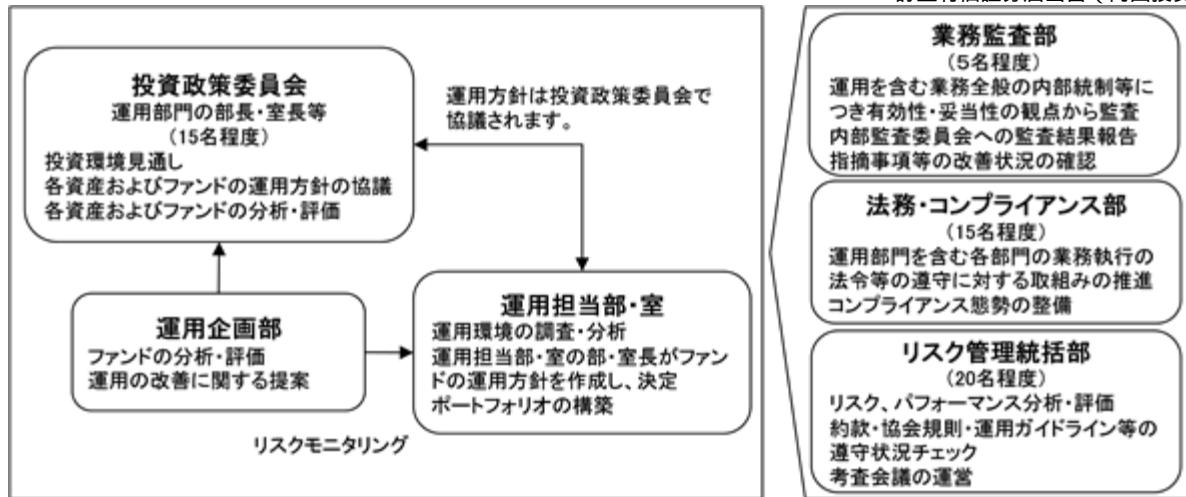 投資政策委員会
運用部門の部長・室長等
（15名程度）
投資環境見通し
各資産およびファンドの運用方針の協議
各資産およびファンドの分析・評価
運用方針は投資政策委員会で
協議されます。
運用企画部
ファンドの分析・評価
運用の改善に関する提案
運用担当部・室
運用環境の調査・分析
運用担当部・室の部・室長がファン
ドの運用方針を作成し、決定
ポートフォリオの構築
リスクモニタリング
業務監査部
（5名程度）
運用を含む業務全般の内部統制等に
つき有効性・妥当性の観点から監査
内部監査委員会への監査結果報告
指摘事項等の改善状況の確認
法務・コンプライアンス部
（15名程度）
運用部門を含む各部門の業務執行の
法令等の遵守に対する取組みの推進
コンプライアンス態勢の整備
リスク管理統括部
（20名程度）
リスク、パフォーマンス分析・評価
約款・協会規則・運用ガイドライン等の
遵守状況チェック
考査会議の運営